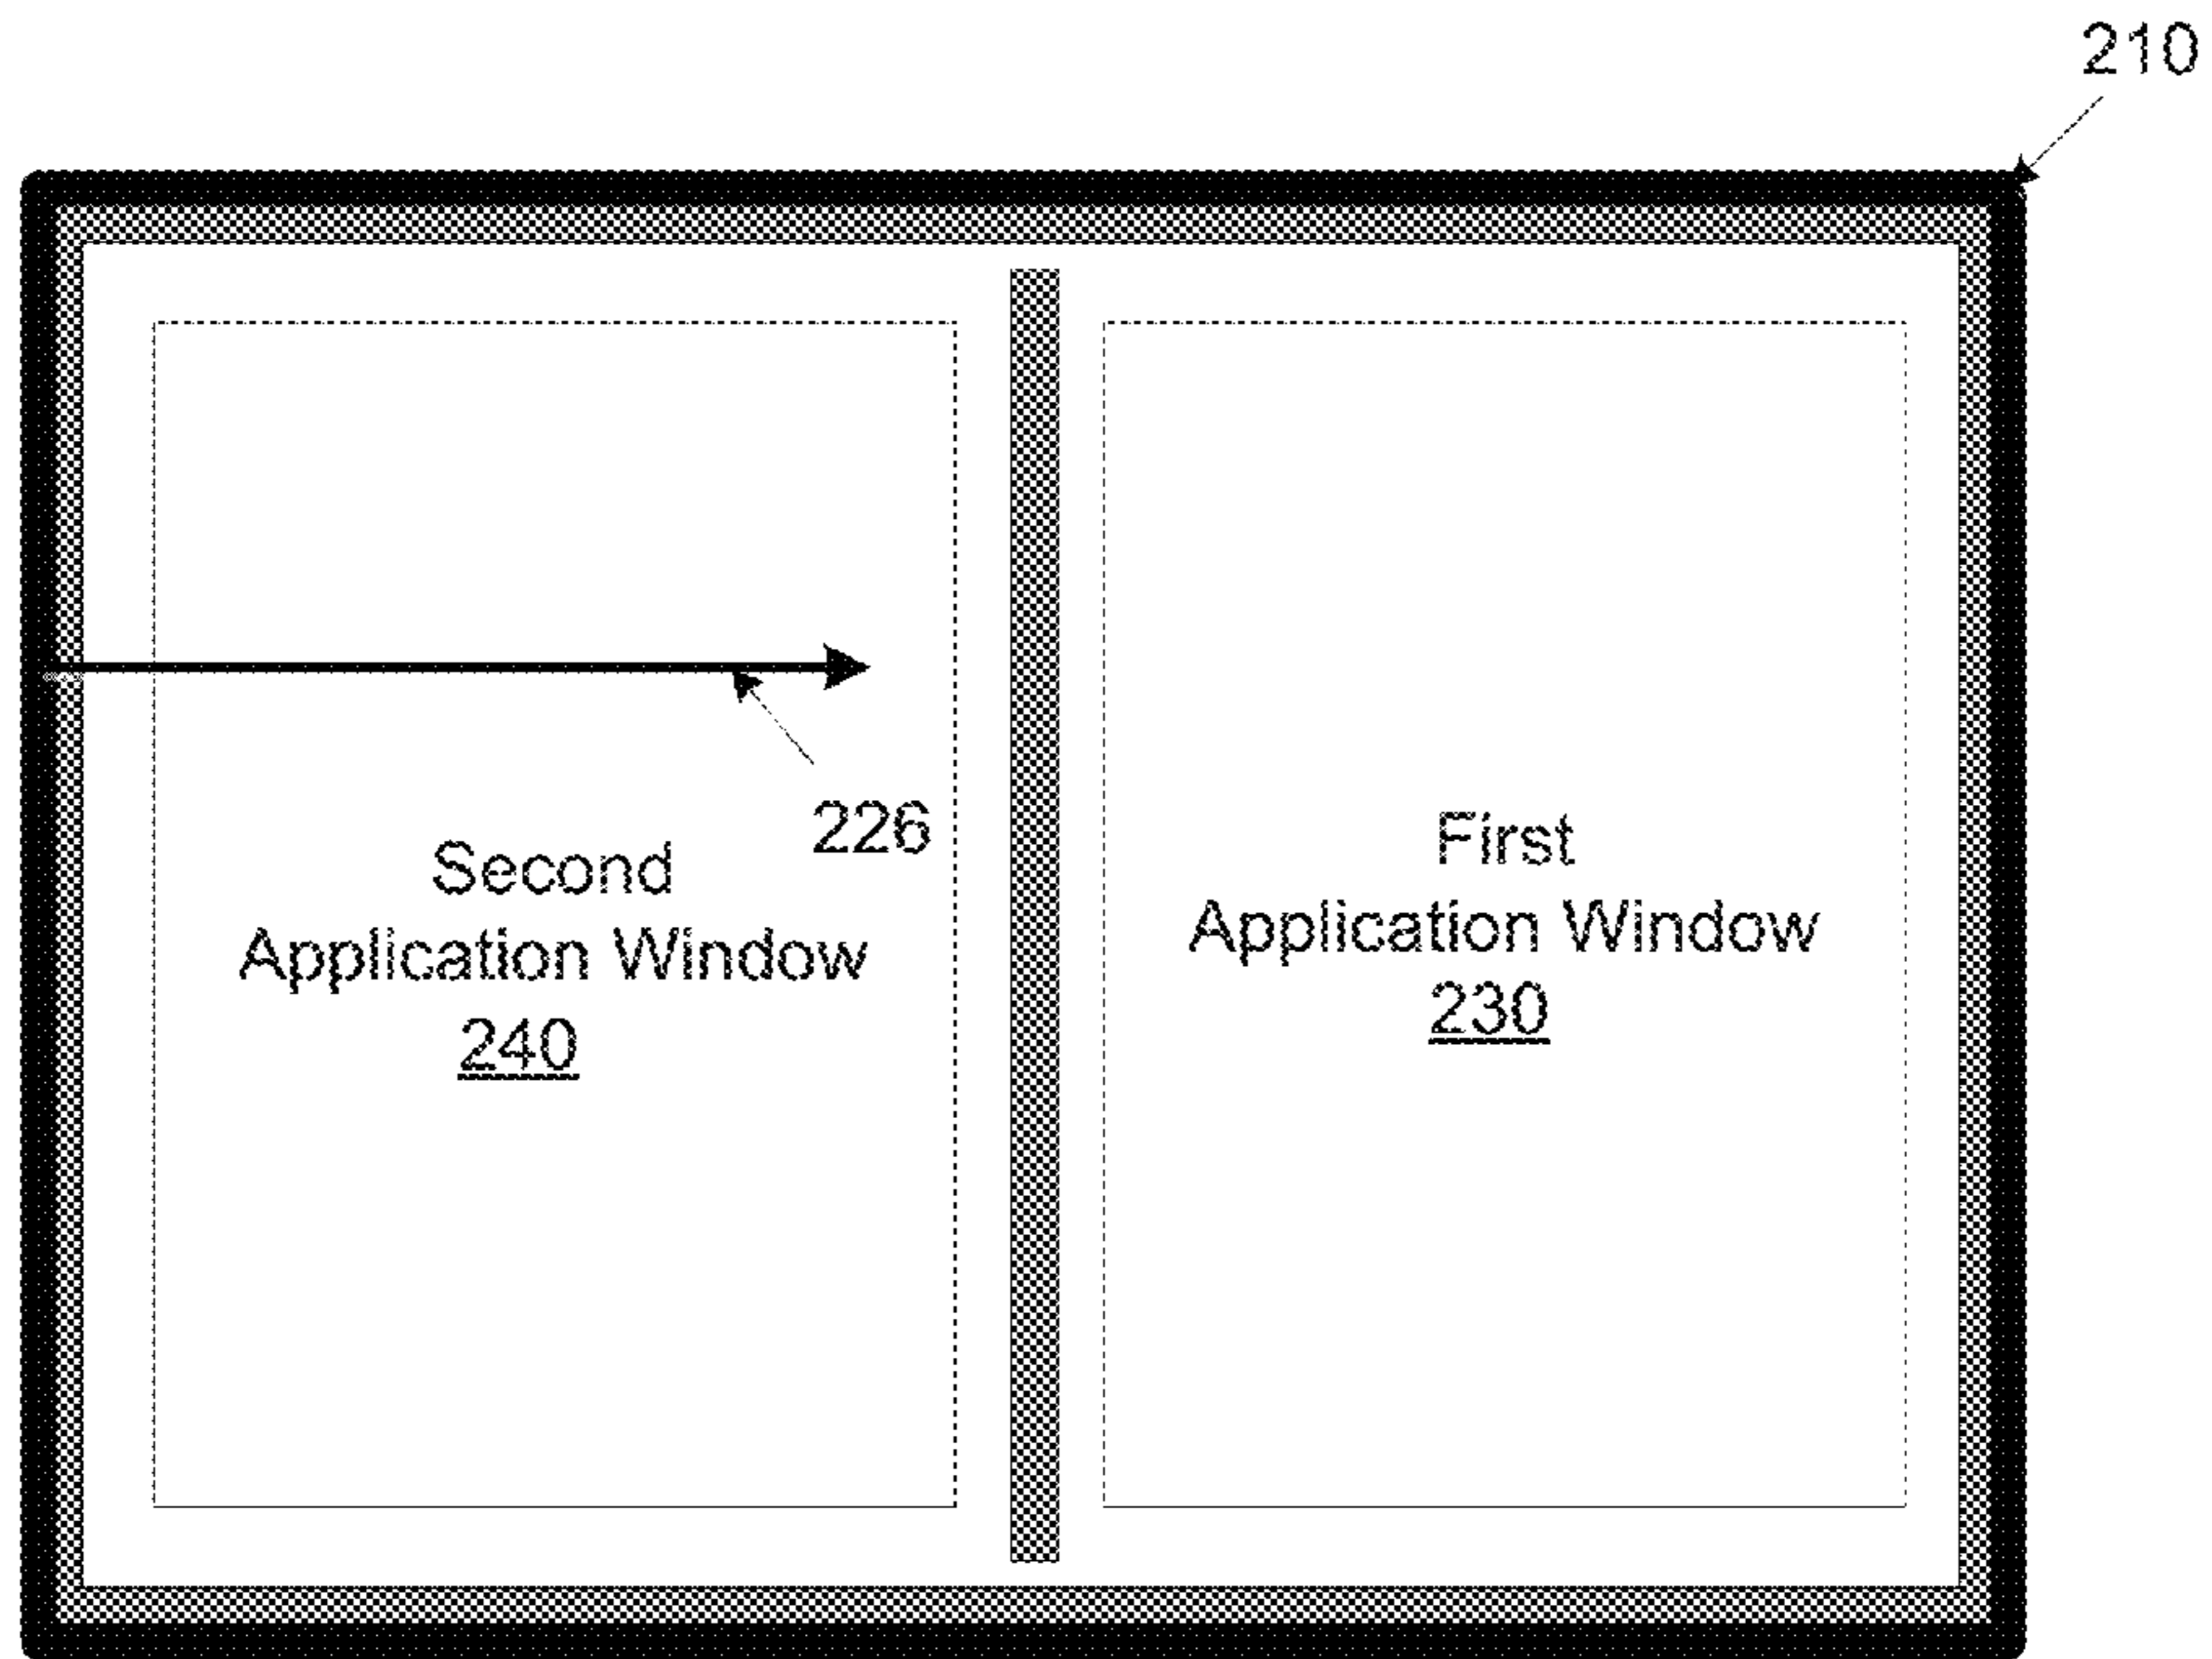 210
226
Second
Application Window
240
First
Application Window
230